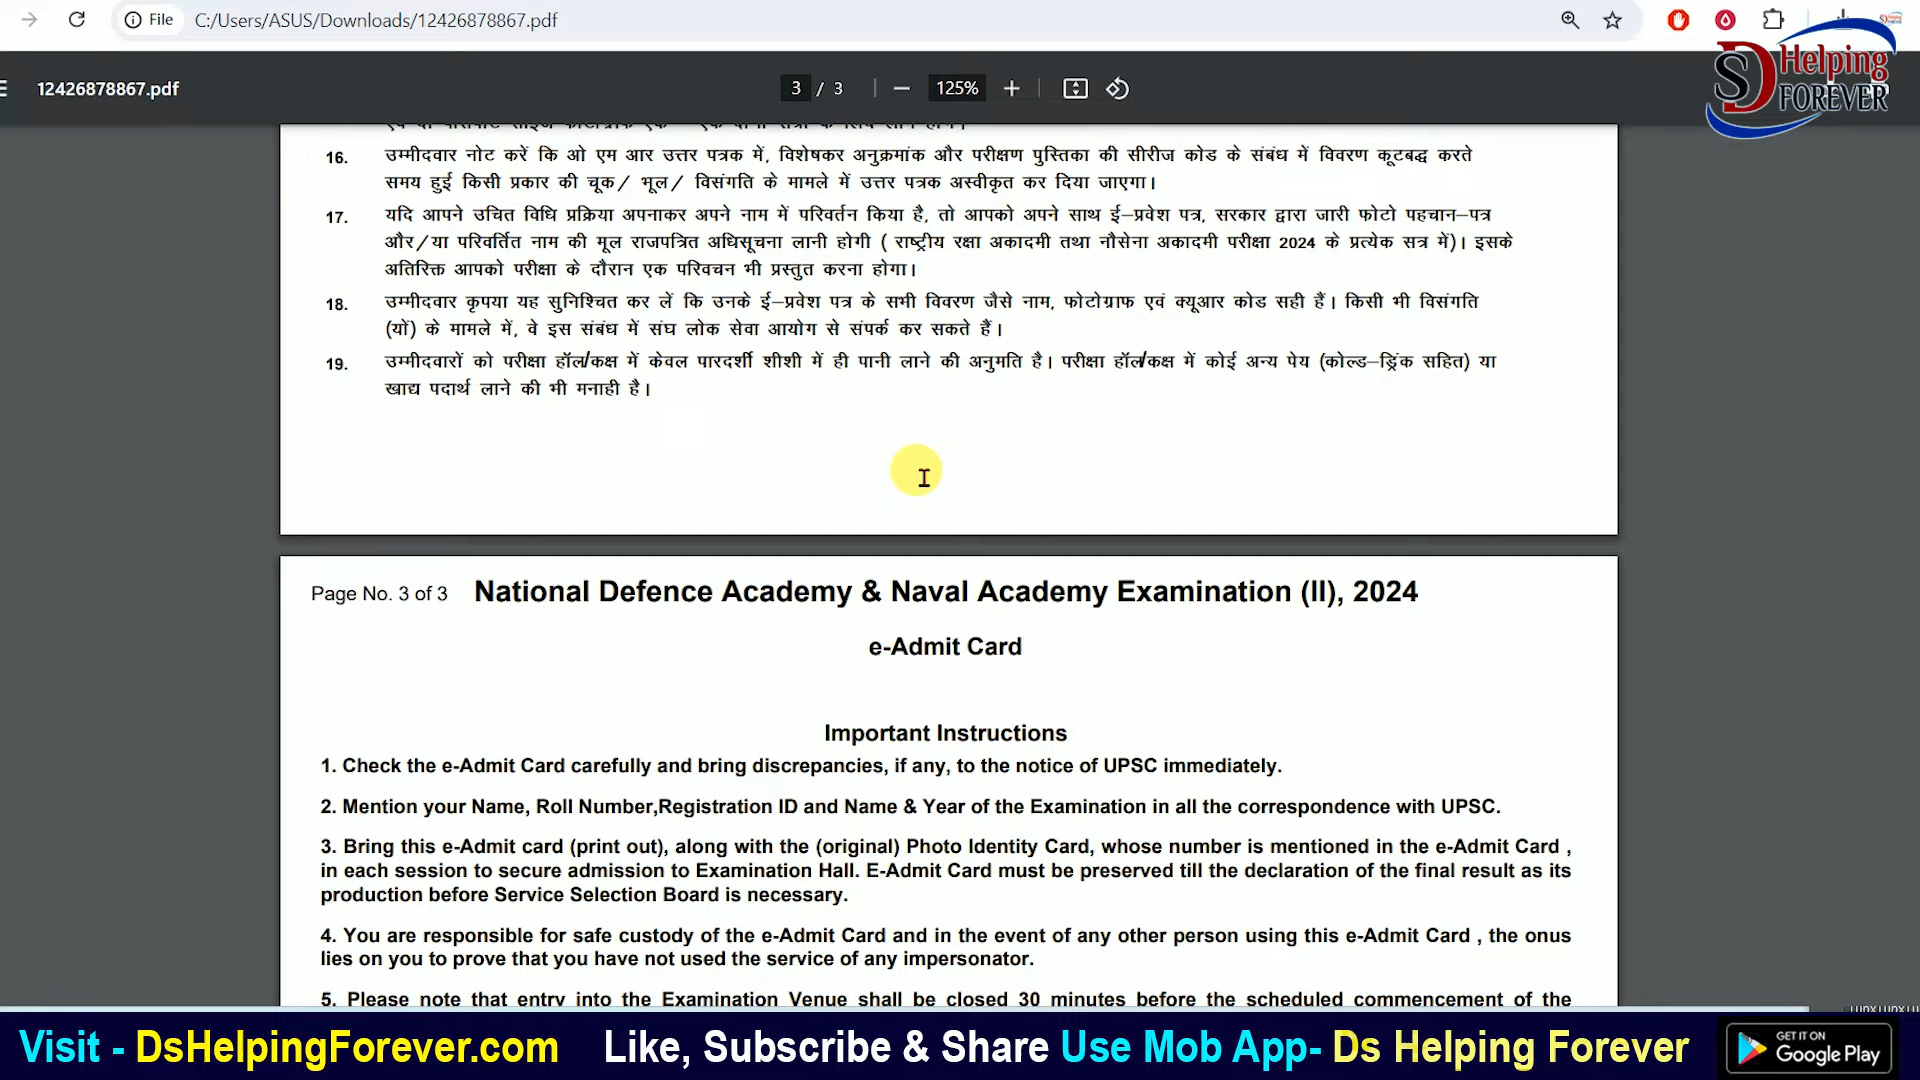 File C:/Users/ASUS/Downloads/12426878867.pdf
SD Helping FOREVER
12426878867.pdf 3 / 3 125%
16. उम्मीदवार नोट करें कि ओ एम आर उत्तर पत्रक में, विशेषकर अनुक्रमांक और परीक्षण पुस्तिका की सीरीज कोड के संबंध में विवरण कूटबद्ध करते
समय हुई किसी प्रकार की चूक/ भूल/ विसंगति के मामले में उत्तर पत्रक अस्वीकृत कर दिया जाएगा।
17. यदि आपने उचित विधि प्रक्रिया अपनाकर अपने नाम में परिवर्तन किया है, तो आपको अपने साथ ई–प्रवेश पत्र, सरकार द्वारा जारी फोटो पहचान–पत्र
और/या परिवर्तित नाम की मूल राजपत्रित अधिसूचना लानी होगी ( राष्ट्रीय रक्षा अकादमी तथा नौसेना अकादमी परीक्षा 2024 के प्रत्येक सत्र में)। इसके
अतिरिक्त आपको परीक्षा के दौरान एक परिवचन भी प्रस्तुत करना होगा।
18. उम्मीदवार कृपया यह सुनिश्चित कर लें कि उनके ई–प्रवेश पत्र के सभी विवरण जैसे नाम, फोटोग्राफ एवं क्यूआर कोड सही हैं। किसी भी विसंगति
(यों) के मामले में, वे इस संबंध में संघ लोक सेवा आयोग से संपर्क कर सकते हैं।
19. उम्मीदवारों को परीक्षा हॉल/कक्ष में केवल पारदर्शी शीशी में ही पानी लाने की अनुमति है। परीक्षा हॉल/कक्ष में कोई अन्य पेय (कोल्ड–ड्रिंक सहित) या
खाद्य पदार्थ लाने की भी मनाही है।
Page No. 3 of 3 National Defence Academy & Naval Academy Examination (II), 2024
e-Admit Card
Important Instructions
1. Check the e-Admit Card carefully and bring discrepancies, if any, to the notice of UPSC immediately.
2. Mention your Name, Roll Number,Registration ID and Name & Year of the Examination in all the correspondence with UPSC.
3. Bring this e-Admit card (print out), along with the (original) Photo Identity Card, whose number is mentioned in the e-Admit Card ,
in each session to secure admission to Examination Hall. E-Admit Card must be preserved till the declaration of the final result as its
production before Service Selection Board is necessary.
4. You are responsible for safe custody of the e-Admit Card and in the event of any other person using this e-Admit Card , the onus
lies on you to prove that you have not used the service of any impersonator.
5. Please note that entry into the Examination Venue shall be closed 30 minutes before the scheduled commencement of the
Visit - DsHelpingForever.com Like, Subscribe & Share Use Mob App- Ds Helping Forever
GET IT ON
Google Play